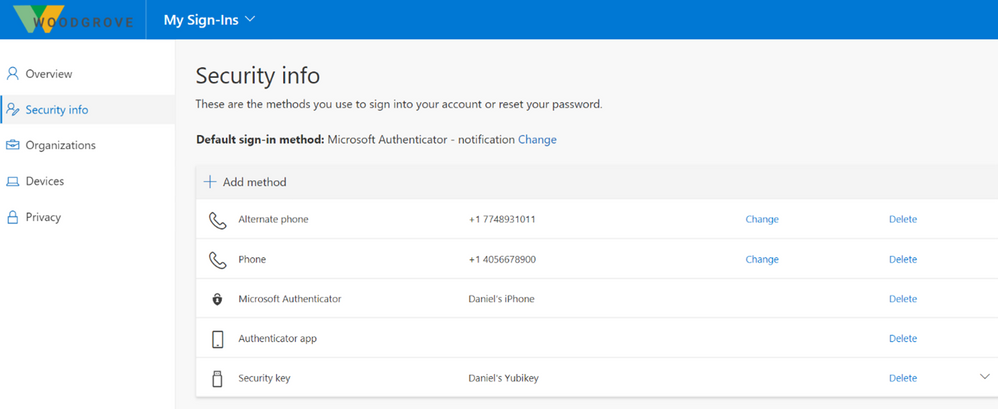 WOODGROVE
My Sign-Ins
Overview
Security info
Organizations
Devices
Privacy
Security info
These are the methods you use to sign into your account or reset your password.
Default sign-in method: Microsoft Authenticator - notification Change
Add method
Alternate phone +1 7748931011 Change Delete
Phone +1 4056678900 Change Delete
Microsoft Authenticator Daniel's iPhone Delete
Authenticator app Delete
Security key Daniel's Yubikey Delete